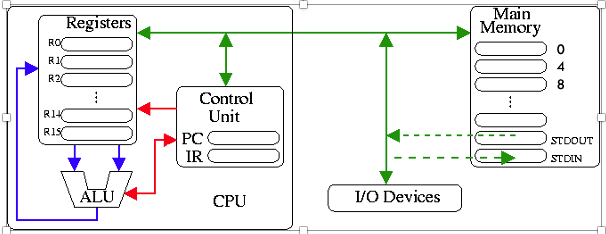 Registers
R0
R1
R2
R14
R15
ALU
Control
Unit
PC
IR
CPU
Main
Memory
0
4
8
STDOUT
STDIN
I/O Devices